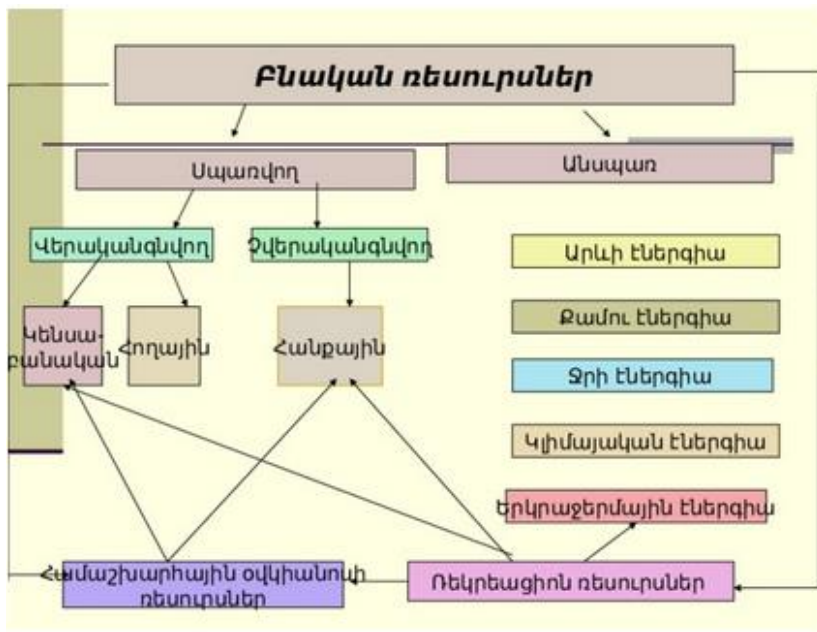 Բնական ռեսուրսներ
Սպառվող
Անսպառ
Վերականգնվող
Չվերականգնվող
Արևի էներգիա
Քամու էներգիա
Կենսա-
բանական
Հողային
Հանքային
Ջրի էներգիա
Կլիմայական էներգիա
Երկրաջերմային էներգիա
Համաշխարհային օվկիանոսի
ռեսուրսներ
Ռեկրեացիոն ռեսուրսներ